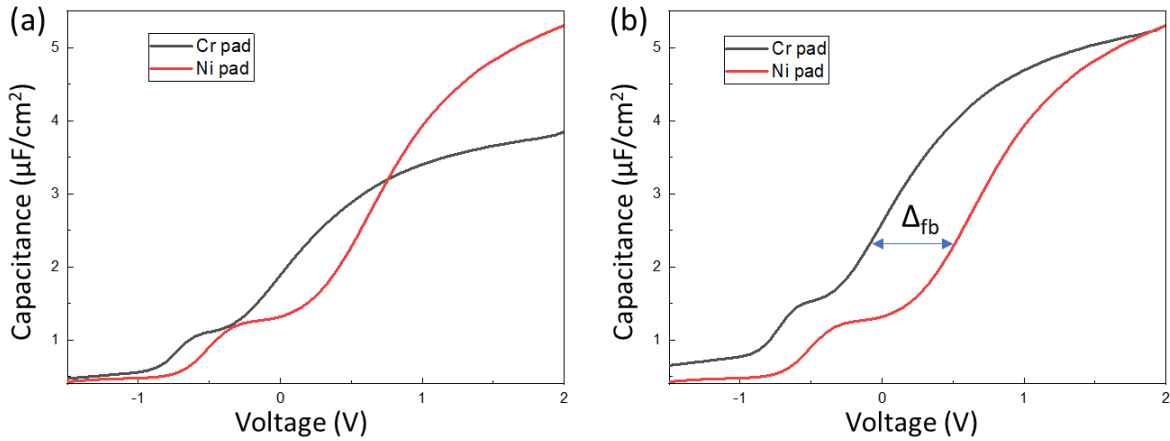 (a)
Cr pad
Ni pad
Capacitance (μF/cm²)
5
4
3
2
1
-1
0
1
2
Voltage (V)
(b)
Cr pad
Ni pad
Capacitance (μF/cm²)
5
4
3
2
1
Δfb
-1
0
1
2
Voltage (V)